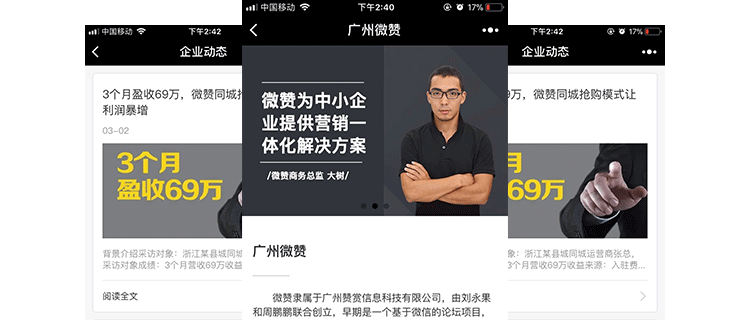 中国移动
下午2:42
企业动态
3个月盈收69万，微赞同城抢
利润暴增
03-02
3个月
盈收69万
背景介绍采访对象：浙江某县城同城
采访对象成绩：3个月营收69万收益
阅读全文
中国移动
下午2:40
17%
广州微赞
微赞为中小企
业提供营销一
体化解决方案
/微赞商务总监 大树/
广州微赞
微赞隶属于广州赞赏信息科技有限公司，由刘永果
和周鹏鹏联合创立，早期是一个基于微信的论坛项目，
下午2:42
17%
企业动态
9万，微赞同城抢购模式让
个月
69万
象：浙江某县城同城运营商张总，
3个月营收69万收益来源：入驻费...